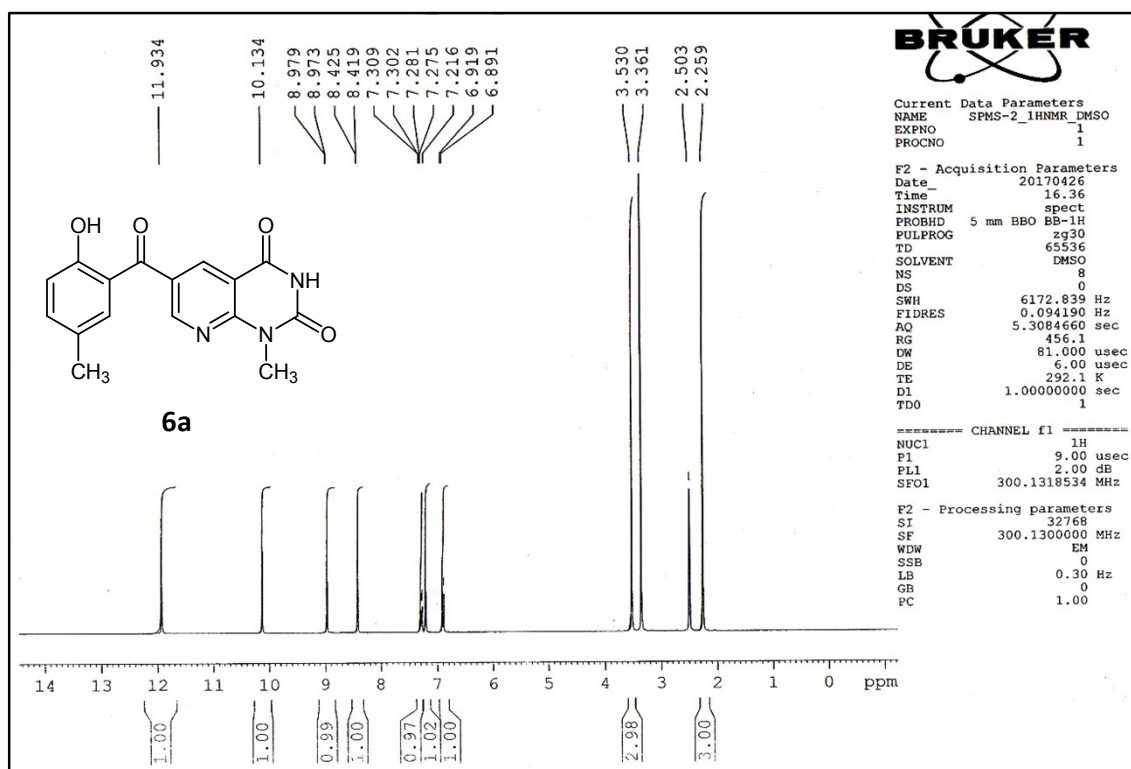 11.934
10.134
8.979
8.973
8.425
8.419
7.309
7.302
7.281
7.275
7.216
6.919
6.891
3.530
3.361
2.503
2.259
BRUKER
Current Data Parameters
NAME SPMS-2_1HNMR_DMSO
EXPNO 1
PROCNO 1
F2 - Acquisition Parameters
Date_ 20170426
Time 16.36
INSTRUM spect
PROBHD 5 mm BBO BB-1H
PULPROG zg30
TD 65536
SOLVENT DMSO
NS 8
DS 0
SWH 6172.839 Hz
FIDRES 0.094190 Hz
AQ 5.3084660 sec
RG 456.1
DW 81.000 usec
DE 6.00 usec
TE 292.1 K
D1 1.00000000 sec
TD0 1
======== CHANNEL f1 ========
NUC1 1H
P1 9.00 usec
PL1 2.00 dB
SFO1 300.1318534 MHz
F2 - Processing parameters
SI 32768
SF 300.1300000 MHz
WDW EM
SSB 0
LB 0.30 Hz
GB 0
PC 1.00
OH O O
NH
N N O
CH3 CH3
6a
14 13 12 11 10 9 8 7 6 5 4 3 2 1 0 ppm
1.00
1.00
0.99
1.00
0.97
1.02
1.00
2.98
3.00